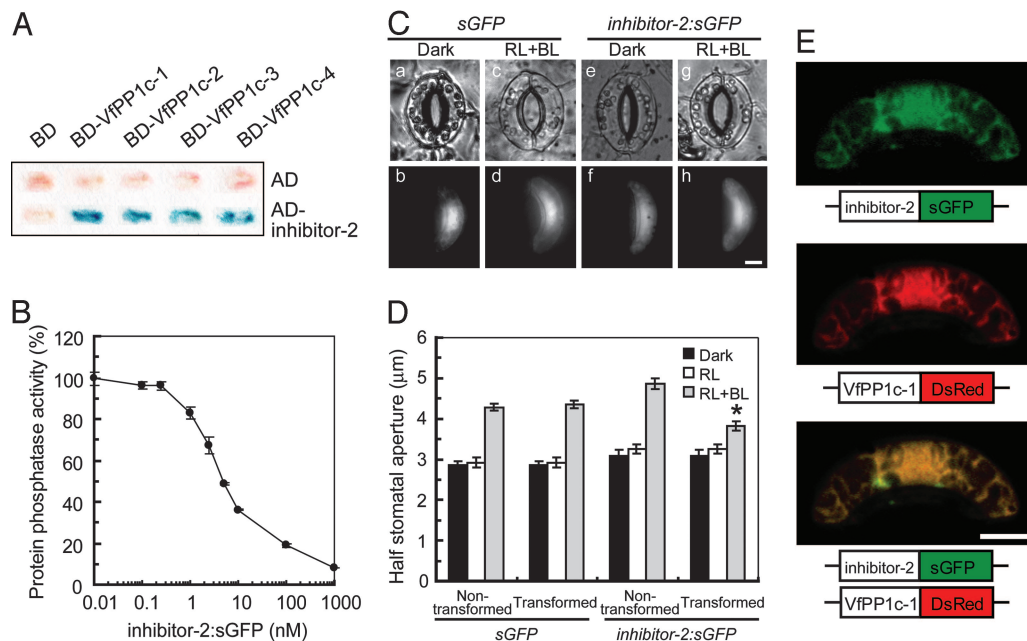 A
BD
BD-VfPP1c-1
BD-VfPP1c-2
BD-VfPP1c-3
BD-VfPP1c-4
AD
AD-
inhibitor-2
B
Protein phosphatase activity (%)
120
100
80
60
40
20
0
0.01 0.1 1 10 100 1000
inhibitor-2:sGFP (nM)
C
sGFP inhibitor-2:sGFP
Dark RL+BL Dark RL+BL
a c e g
b d f h
D
Half stomatal aperture (μm)
6
5
4
3
2
1
0
Dark
RL
RL+BL
*
Non-
transformed Transformed Non-
transformed Transformed
sGFP inhibitor-2:sGFP
E
inhibitor-2 sGFP
VfPP1c-1 DsRed
inhibitor-2 sGFP
VfPP1c-1 DsRed